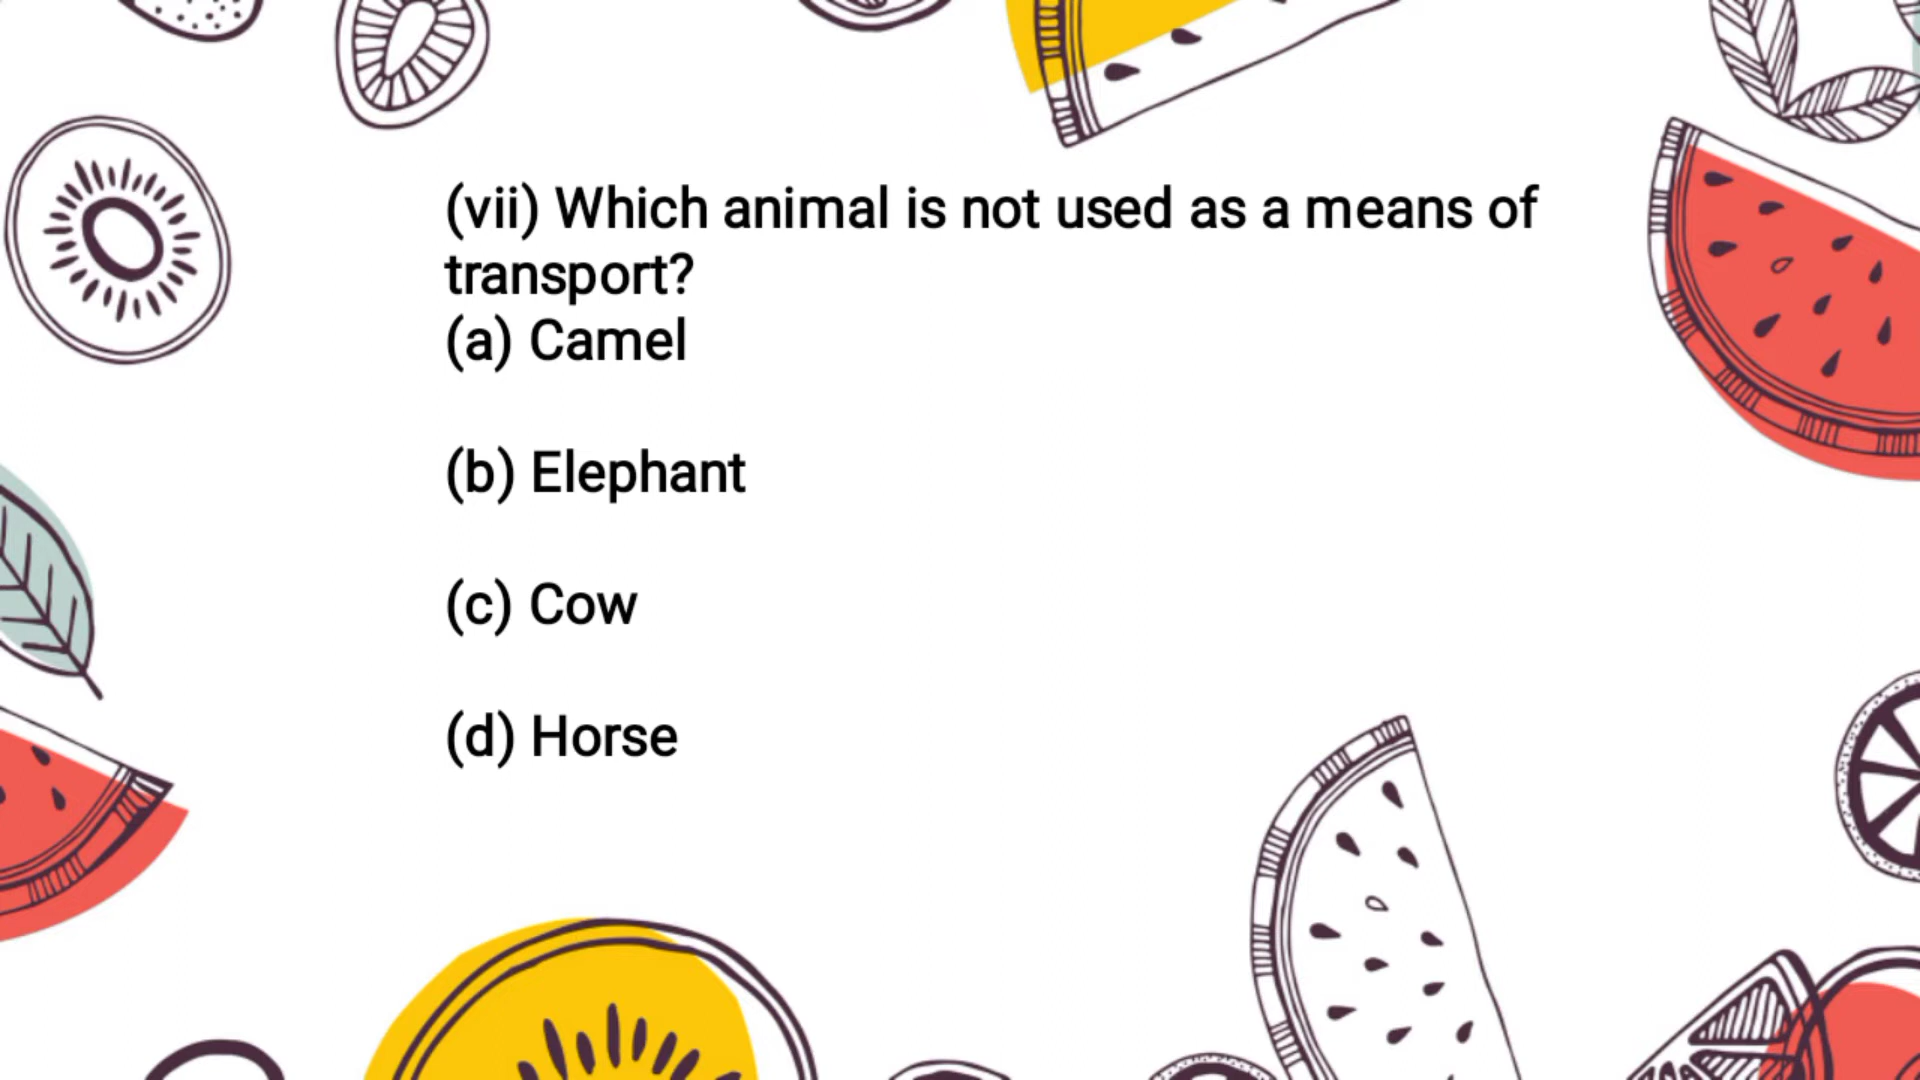 (vii) Which animal is not used as a means of
transport?
(a) Camel
(b) Elephant
(c) Cow
(d) Horse